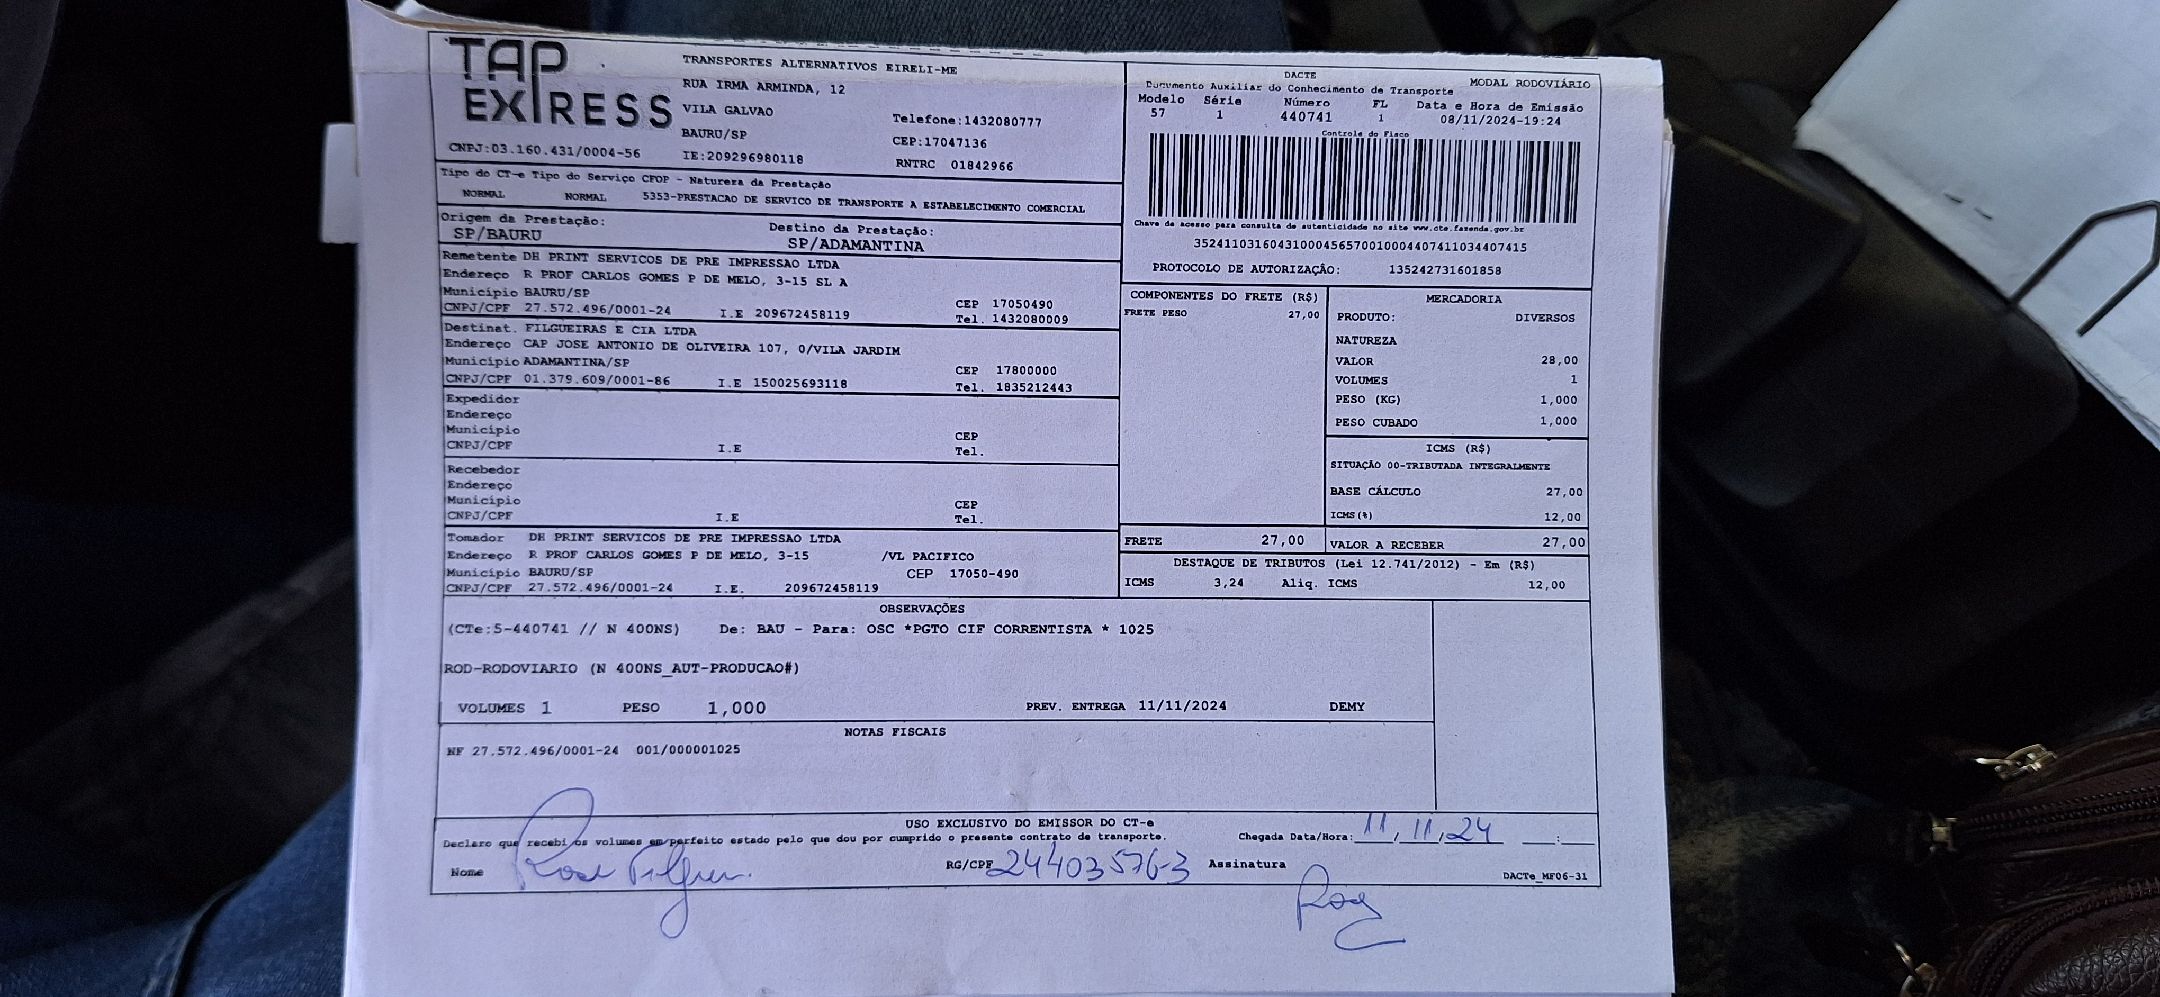 TAP EXPRESS
TRANSPORTES ALTERNATIVOS EIRELI-ME
RUA IRMA ARMINDA, 12
VILA GALVAO
Telefone:1432080777
BAURU/SP
CEP:17047136
CNPJ:03.160.431/0004-56 IE:209296980118 RNTRC 01842966
DACTE MODAL RODOVIÁRIO
Documento Auxiliar do Conhecimento de Transporte
Modelo Série Número FL Data e Hora de Emissão
57 1 440741 1 08/11/2024-19:24
Controle do Fisco
Chave de acesso para consulta de autenticidade no site www.cte.fazenda.gov.br
35241103160431000456570010004407411034407415
PROTOCOLO DE AUTORIZAÇÃO: 135242731601858
Tipo do CT-e Tipo do Serviço CFOP - Natureza da Prestação
NORMAL NORMAL 5353-PRESTACAO DE SERVICO DE TRANSPORTE A ESTABELECIMENTO COMERCIAL
Origem da Prestação: Destino da Prestação:
SP/BAURU SP/ADAMANTINA
Remetente DH PRINT SERVICOS DE PRE IMPRESSAO LTDA
Endereço R PROF CARLOS GOMES P DE MELO, 3-15 SL A
Município BAURU/SP CEP 17050490
CNPJ/CPF 27.572.496/0001-24 I.E 209672458119 Tel. 1432080009
Destinat. FILGUEIRAS E CIA LTDA
Endereço CAP JOSE ANTONIO DE OLIVEIRA 107, 0/VILA JARDIM
Município ADAMANTINA/SP CEP 17800000
CNPJ/CPF 01.379.609/0001-86 I.E 150025693118 Tel. 1835212443
Expedidor
Endereço
Município CEP
CNPJ/CPF I.E Tel.
Recebedor
Endereço
Município CEP
CNPJ/CPF I.E Tel.
Tomador DH PRINT SERVICOS DE PRE IMPRESSAO LTDA
Endereço R PROF CARLOS GOMES P DE MELO, 3-15 /VL PACIFICO
Município BAURU/SP CEP 17050-490
CNPJ/CPF 27.572.496/0001-24 I.E. 209672458119
COMPONENTES DO FRETE (R$)
FRETE PESO 27,00
MERCADORIA
PRODUTO: DIVERSOS
NATUREZA
VALOR 28,00
VOLUMES 1
PESO (KG) 1,000
PESO CUBADO 1,000
ICMS (R$)
SITUAÇÃO 00-TRIBUTADA INTEGRALMENTE
BASE CÁLCULO 27,00
ICMS(%) 12,00
FRETE 27,00 VALOR A RECEBER 27,00
DESTAQUE DE TRIBUTOS (Lei 12.741/2012) - Em (R$)
ICMS 3,24 Aliq. ICMS 12,00
OBSERVAÇÕES
(CTe:5-440741 // N 400NS) De: BAU - Para: OSC *PGTO CIF CORRENTISTA * 1025
ROD-RODOVIARIO (N 400NS_AUT-PRODUCAO#)
VOLUMES 1 PESO 1,000 PREV. ENTREGA 11/11/2024 DEMY
NOTAS FISCAIS
NF 27.572.496/0001-24 001/000001025
USO EXCLUSIVO DO EMISSOR DO CT-e
Declaro que recebi os volumes em perfeito estado pelo que dou por cumprido o presente contrato de transporte. Chegada Data/Hora: 11,11,24 :
Nome RG/CPF 24403576-3 Assinatura
DACTe_MF06-31